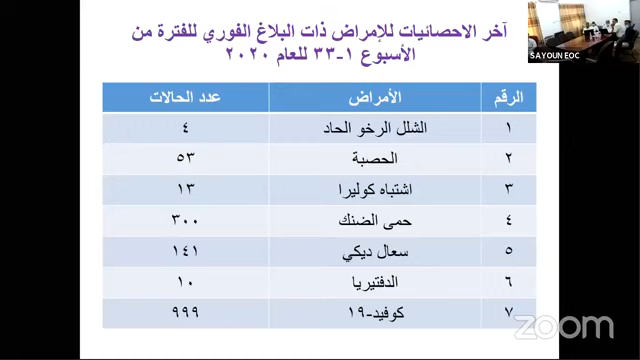 آخر الاحصائيات للإمراض ذات البلاغ الفوري للفترة من
الأسبوع ١-٣٣ للعام ٢٠٢٠
الرقم الأمراض عدد الحالات
١ الشلل الرخو الحاد ٤
٢ الحصبة ٥٣
٣ اشتباه كوليرا ١٣
٤ حمى الضنك ٣٠٠
٥ سعال ديكي ١٤١
٦ الدفتيريا ١٠
٧ كوفيد-١٩ ٩٩٩
SAYOUN EOC
zoom